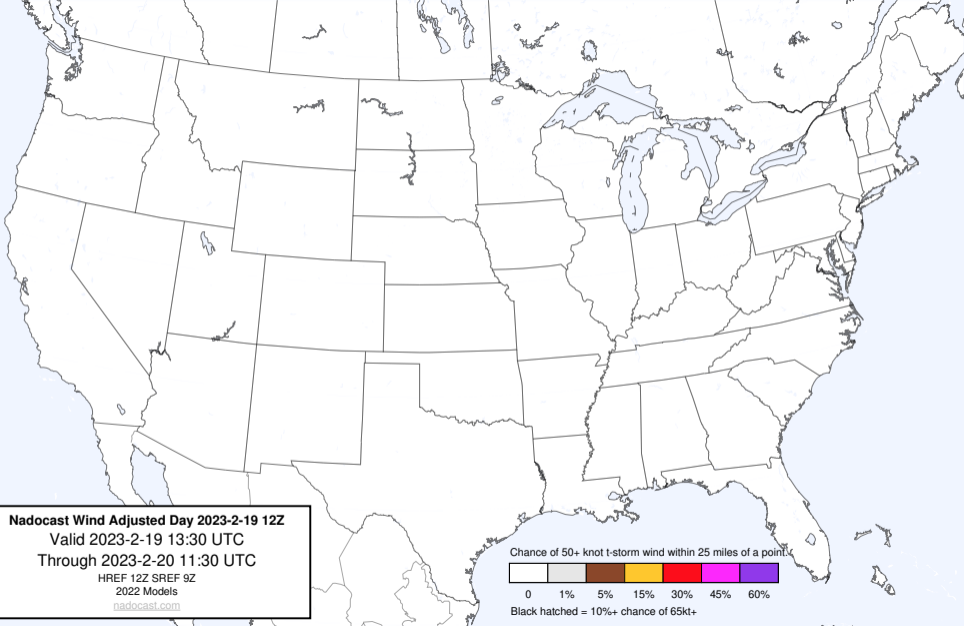 Nadocast Wind Adjusted Day 2023-2-19 12Z
Valid 2023-2-19 13:30 UTC
Through 2023-2-20 11:30 UTC
HREF 12Z SREF 9Z
2022 Models
nadocast.com
Chance of 50+ knot t-storm wind within 25 miles of a point.
0 1% 5% 15% 30% 45% 60%
Black hatched = 10%+ chance of 65kt+